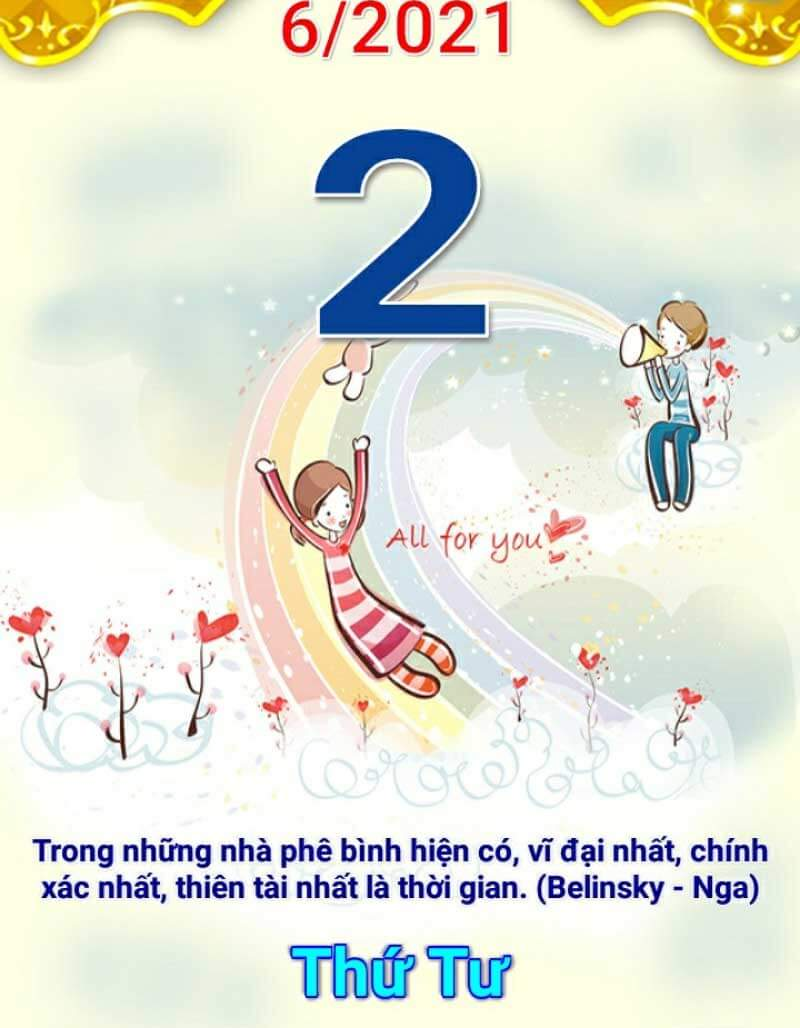 6/2021
2
All for you
Trong những nhà phê bình hiện có, vĩ đại nhất, chính
xác nhất, thiên tài nhất là thời gian. (Belinsky - Nga)
Thứ Tư